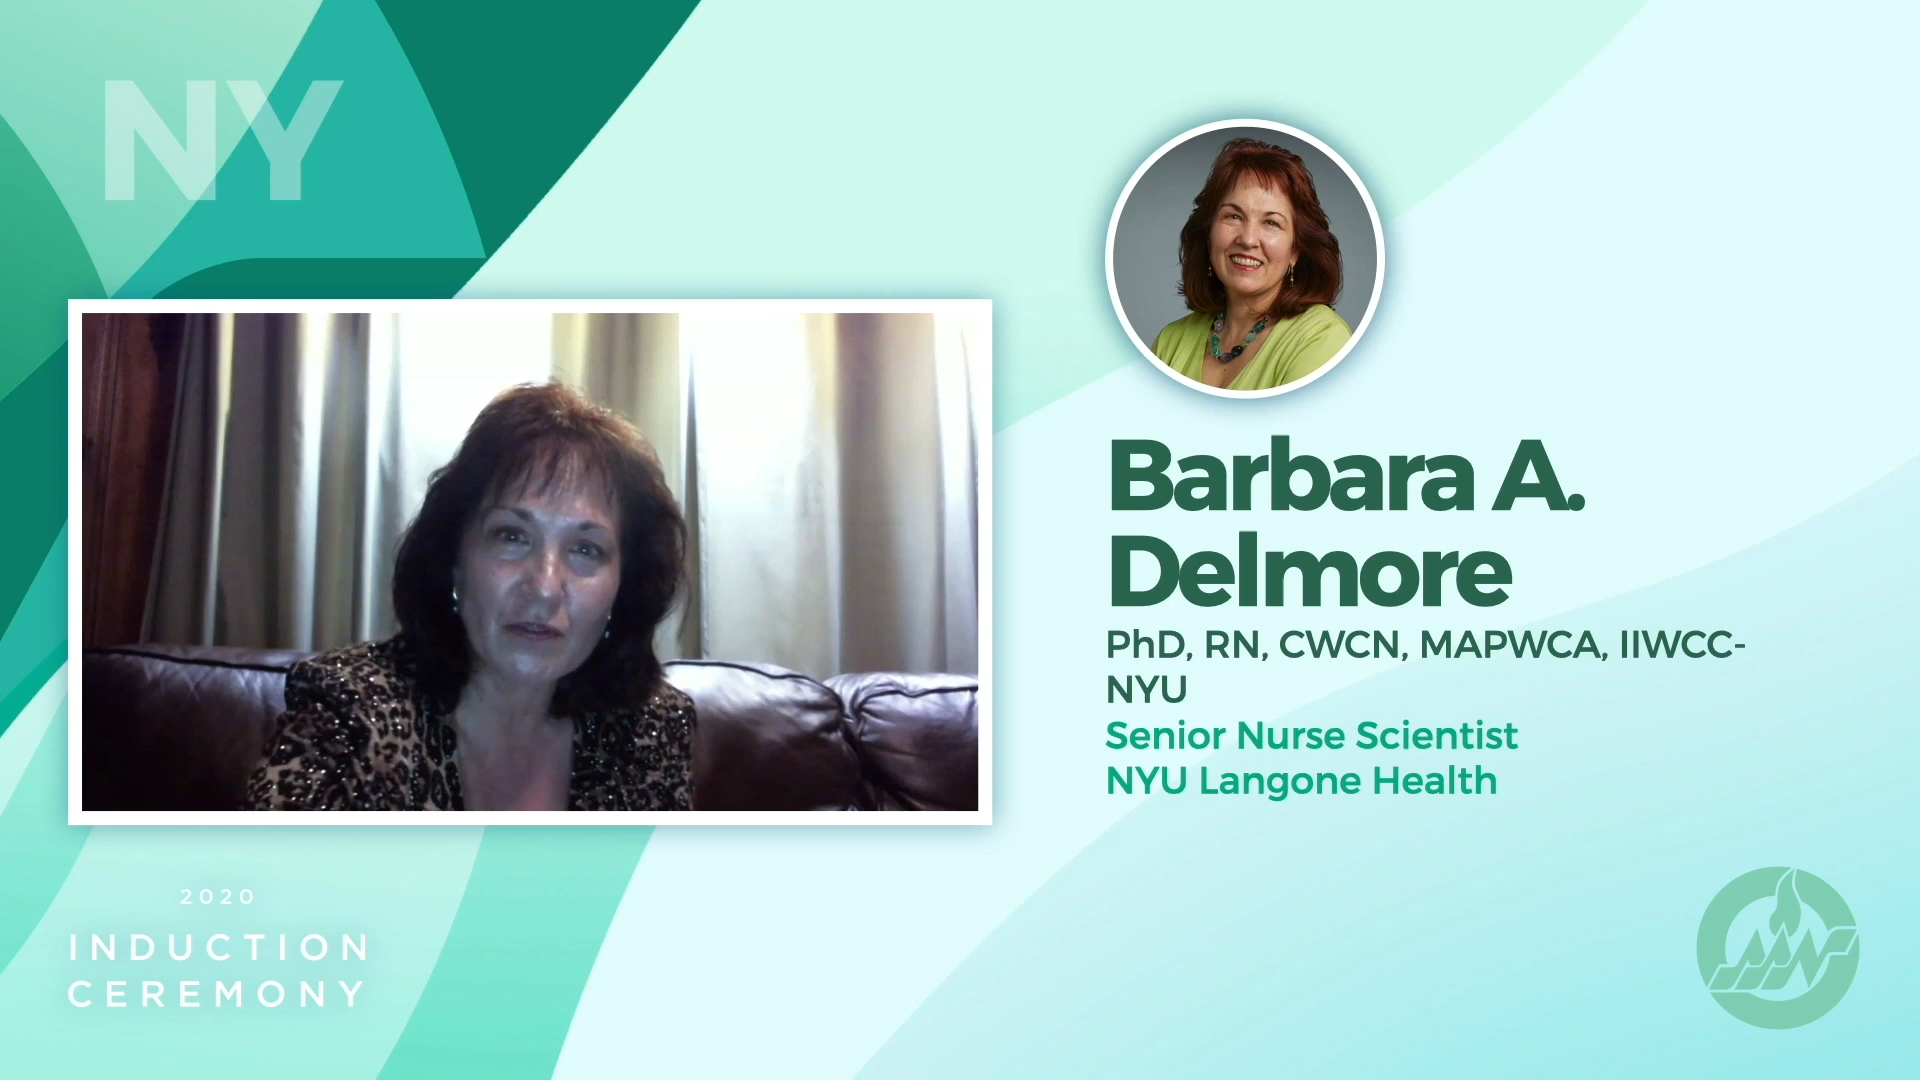 NY
Barbara A.
Delmore
PhD, RN, CWCN, MAPWCA, IIWCC-
NYU
Senior Nurse Scientist
NYU Langone Health
2020
INDUCTION
CEREMONY